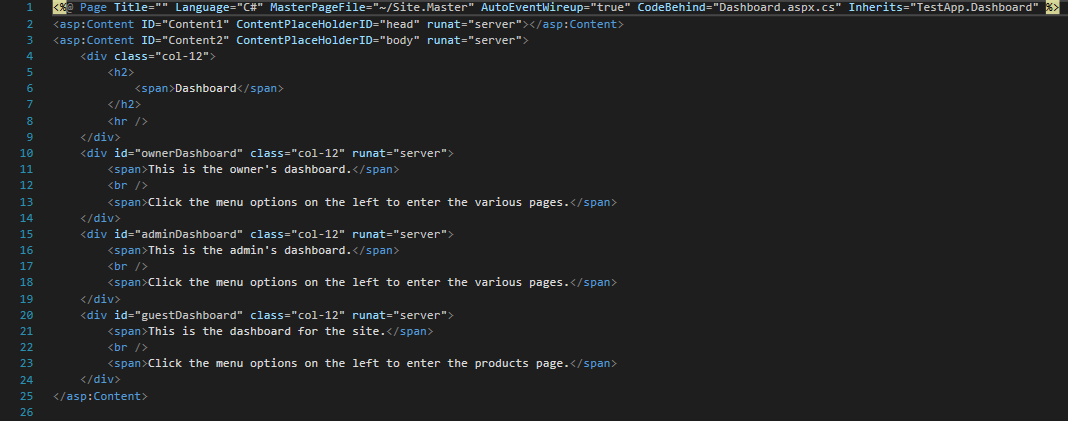 1 <%@ Page Title="" Language="C#" MasterPageFile="~/Site.Master" AutoEventWireup="true" CodeBehind="Dashboard.aspx.cs" Inherits="TestApp.Dashboard" %>
2 <asp:Content ID="Content1" ContentPlaceHolderID="head" runat="server"></asp:Content>
3 <asp:Content ID="Content2" ContentPlaceHolderID="body" runat="server">
4     <div class="col-12">
5         <h2>
6             <span>Dashboard</span>
7         </h2>
8         <hr />
9     </div>
10     <div id="ownerDashboard" class="col-12" runat="server">
11         <span>This is the owner's dashboard.</span>
12         <br />
13         <span>Click the menu options on the left to enter the various pages.</span>
14     </div>
15     <div id="adminDashboard" class="col-12" runat="server">
16         <span>This is the admin's dashboard.</span>
17         <br />
18         <span>Click the menu options on the left to enter the various pages.</span>
19     </div>
20     <div id="guestDashboard" class="col-12" runat="server">
21         <span>This is the dashboard for the site.</span>
22         <br />
23         <span>Click the menu options on the left to enter the products page.</span>
24     </div>
25 </asp:Content>
26